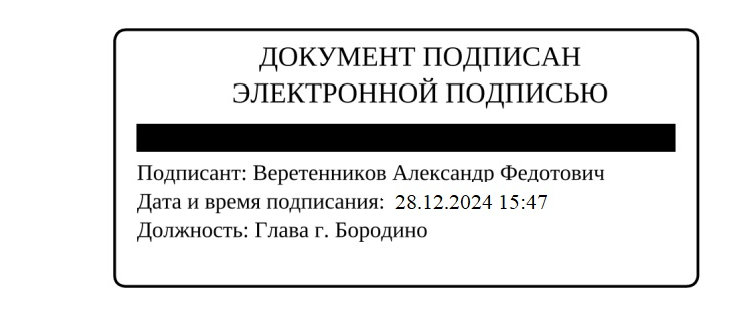 ДОКУМЕНТ ПОДПИСАН
ЭЛЕКТРОННОЙ ПОДПИСЬЮ
Подписант: Веретенников Александр Федотович
Дата и время подписания: 28.12.2024 15:47
Должность: Глава г. Бородино